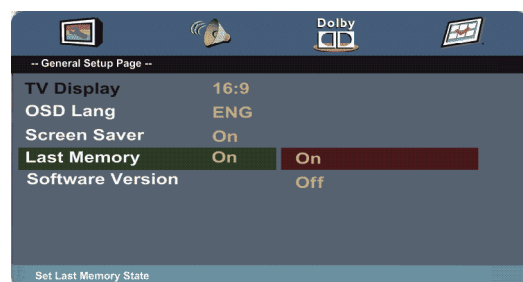 Dolby
-- General Setup Page --
TV Display 16:9
OSD Lang ENG
Screen Saver On
Last Memory On On
Software Version Off
Set Last Memory State